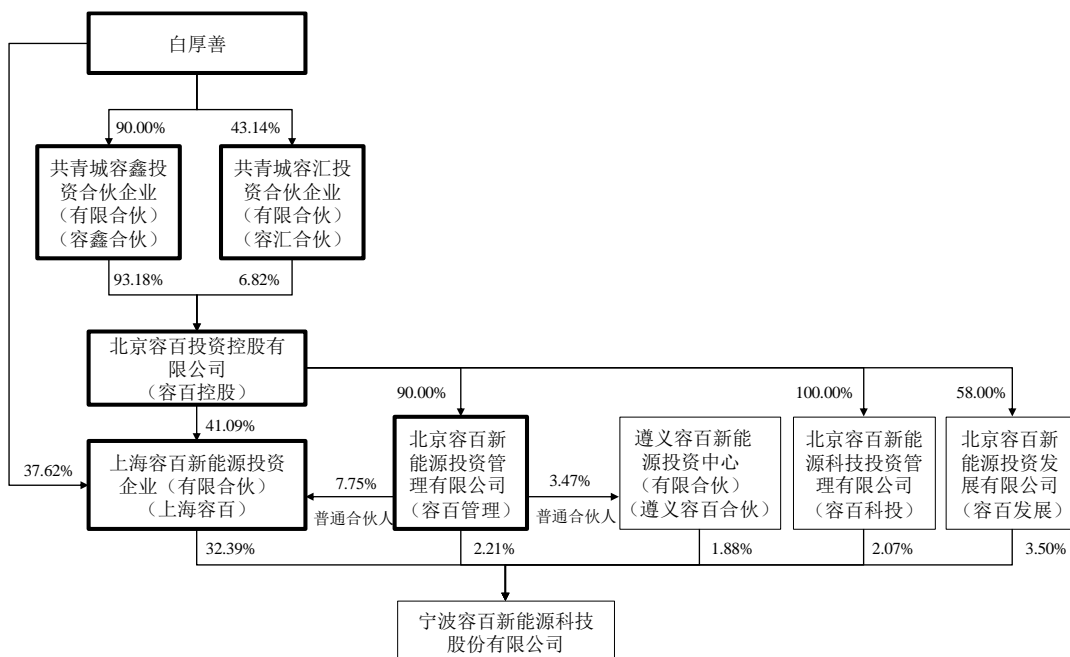 白厚善
90.00%
43.14%
共青城容鑫投
资合伙企业
（有限合伙）
（容鑫合伙）
共青城容汇投
资合伙企业
（有限合伙）
（容汇合伙）
93.18%
6.82%
北京容百投资控股有
限公司
（容百控股）
90.00%
100.00%
58.00%
41.09%
37.62%
上海容百新能源投资
企业（有限合伙）
（上海容百）
7.75%
普通合伙人
北京容百新
能源投资管
理有限公司
（容百管理）
3.47%
普通合伙人
遵义容百新能
源投资中心
（有限合伙）
（遵义容百合伙）
北京容百新能
源科技投资管
理有限公司
（容百科投）
北京容百新
能源投资发
展有限公司
（容百发展）
32.39%
2.21%
1.88%
2.07%
3.50%
宁波容百新能源科技
股份有限公司